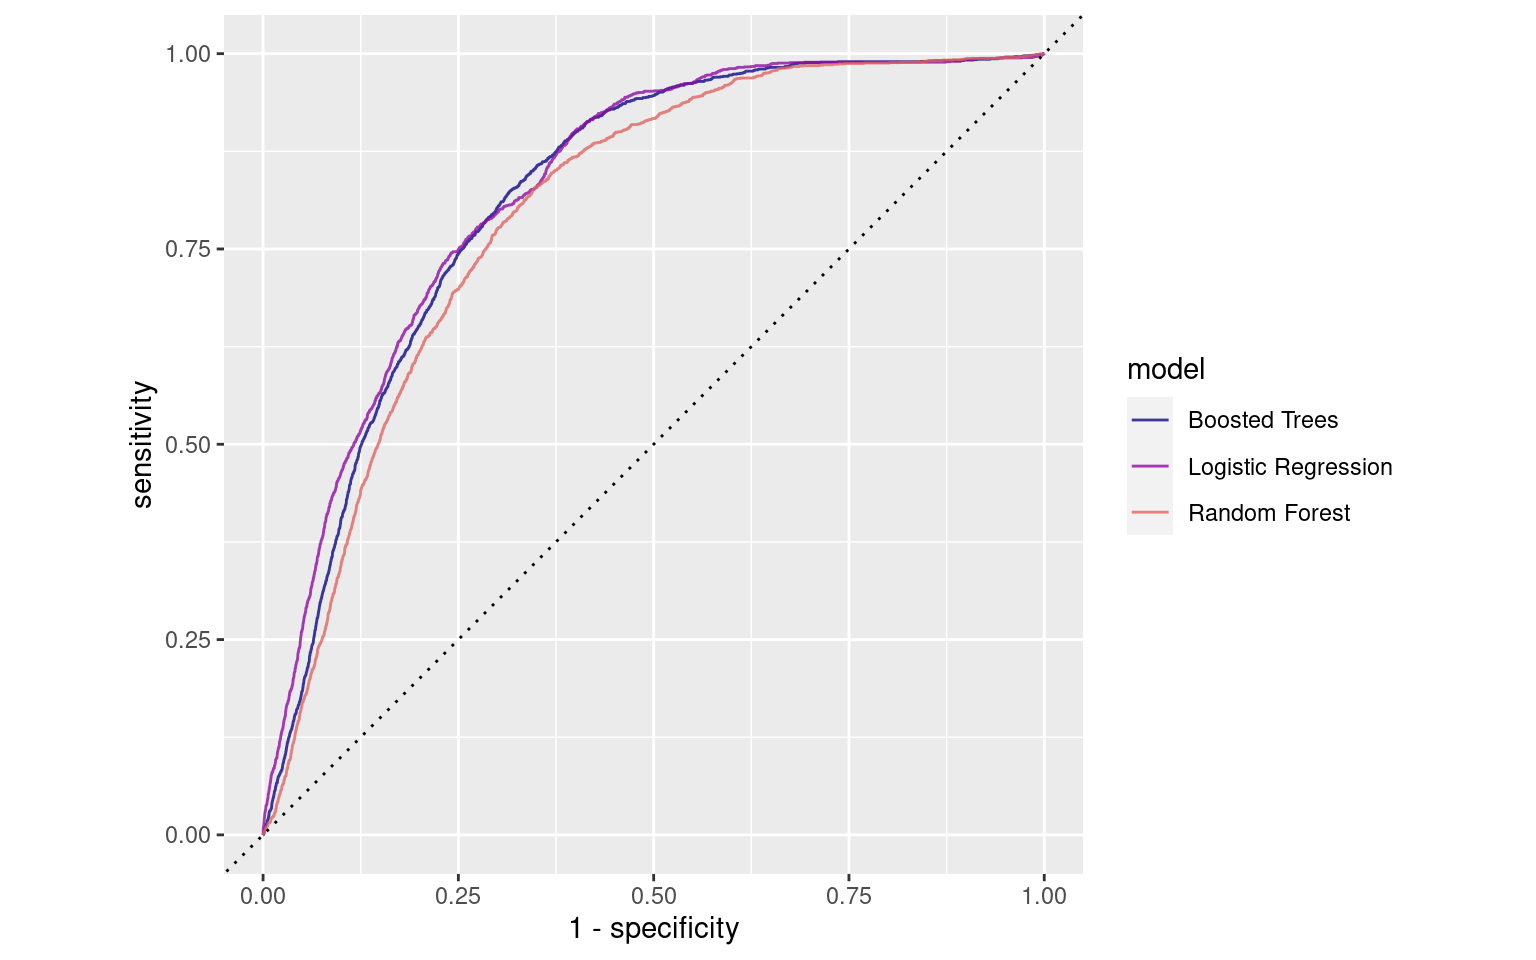 1.00
0.75
0.50
0.25
0.00
sensitivity
0.00 0.25 0.50 0.75 1.00
1 - specificity
model
Boosted Trees
Logistic Regression
Random Forest